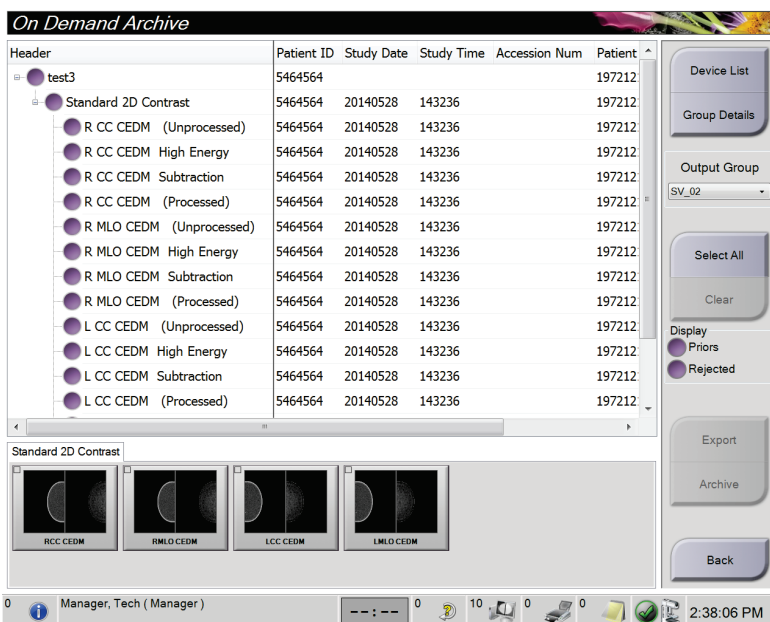 On Demand Archive
Header Patient ID Study Date Study Time Accession Num Patient
test3 5464564 197212
Standard 2D Contrast 5464564 20140528 143236 197212
R CC CEDM (Unprocessed) 5464564 20140528 143236 197212
R CC CEDM High Energy 5464564 20140528 143236 197212
R CC CEDM Subtraction 5464564 20140528 143236 197212
R CC CEDM (Processed) 5464564 20140528 143236 197212
R MLO CEDM (Unprocessed) 5464564 20140528 143236 197212
R MLO CEDM High Energy 5464564 20140528 143236 197212
R MLO CEDM Subtraction 5464564 20140528 143236 197212
R MLO CEDM (Processed) 5464564 20140528 143236 197212
L CC CEDM (Unprocessed) 5464564 20140528 143236 197212
L CC CEDM High Energy 5464564 20140528 143236 197212
L CC CEDM Subtraction 5464564 20140528 143236 197212
L CC CEDM (Processed) 5464564 20140528 143236 197212
Device List
Group Details
Output Group
SV_02
Select All
Clear
Display
Priors
Rejected
Export
Archive
Back
Standard 2D Contrast
RCC CEDM RMLO CEDM LCC CEDM LMLO CEDM
0 Manager, Tech ( Manager ) --:-- 0 10 0 0 2:38:06 PM